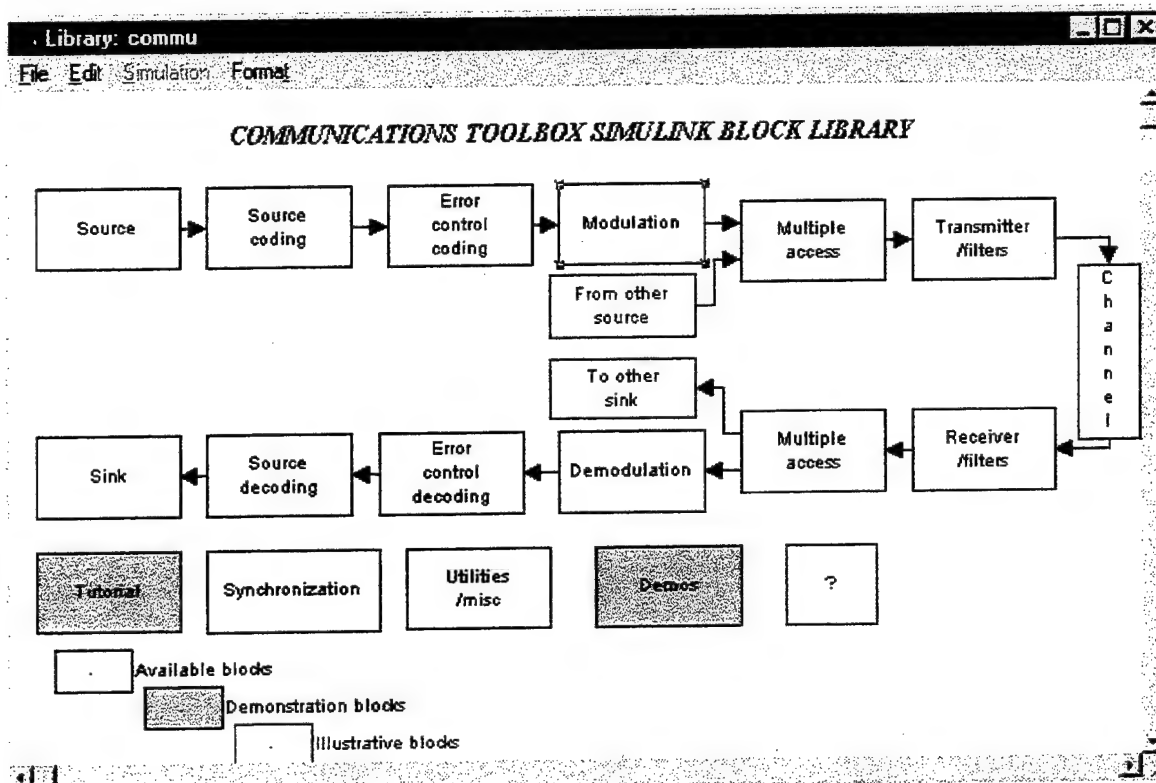 Library: commu
File Edit Simulation Format
COMMUNICATIONS TOOLBOX SIMULINK BLOCK LIBRARY
Source
Source
coding
Error
control
coding
Modulation
Multiple
access
Transmitter
/filters
Channel
From other
source
To other
sink
Sink
Source
decoding
Error
control
decoding
Demodulation
Multiple
access
Receiver
/filters
Tutorial
Synchronization
Utilities
/misc
Demos
?
Available blocks
Demonstration blocks
Illustrative blocks